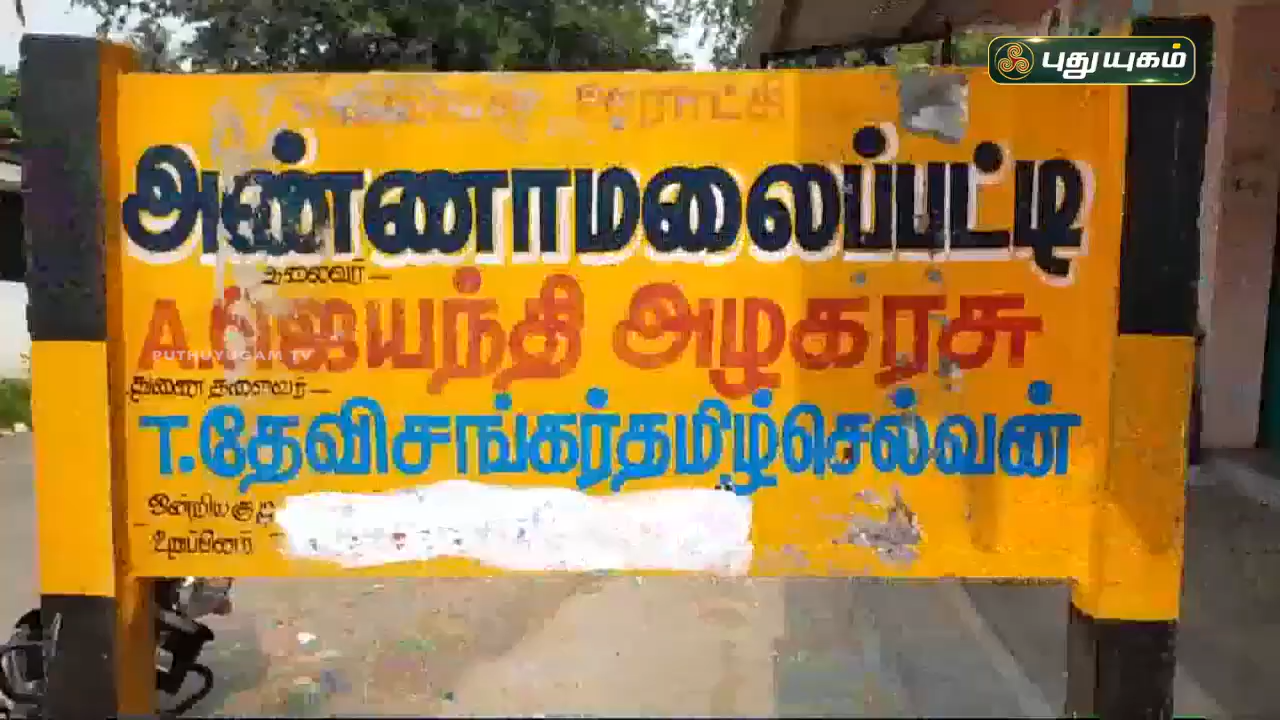 புதுயுகம்
ஊராட்சி
அண்ணாமலைப்பட்டி
தலைவர் —
A. ஜெயந்தி அழகரசு
PUTHUYUGAM TV
துணை தலைவர் —
T. தேவிசங்கர்தமிழ்செல்வன்
ஒன்றிய குழு
உறுப்பினர்